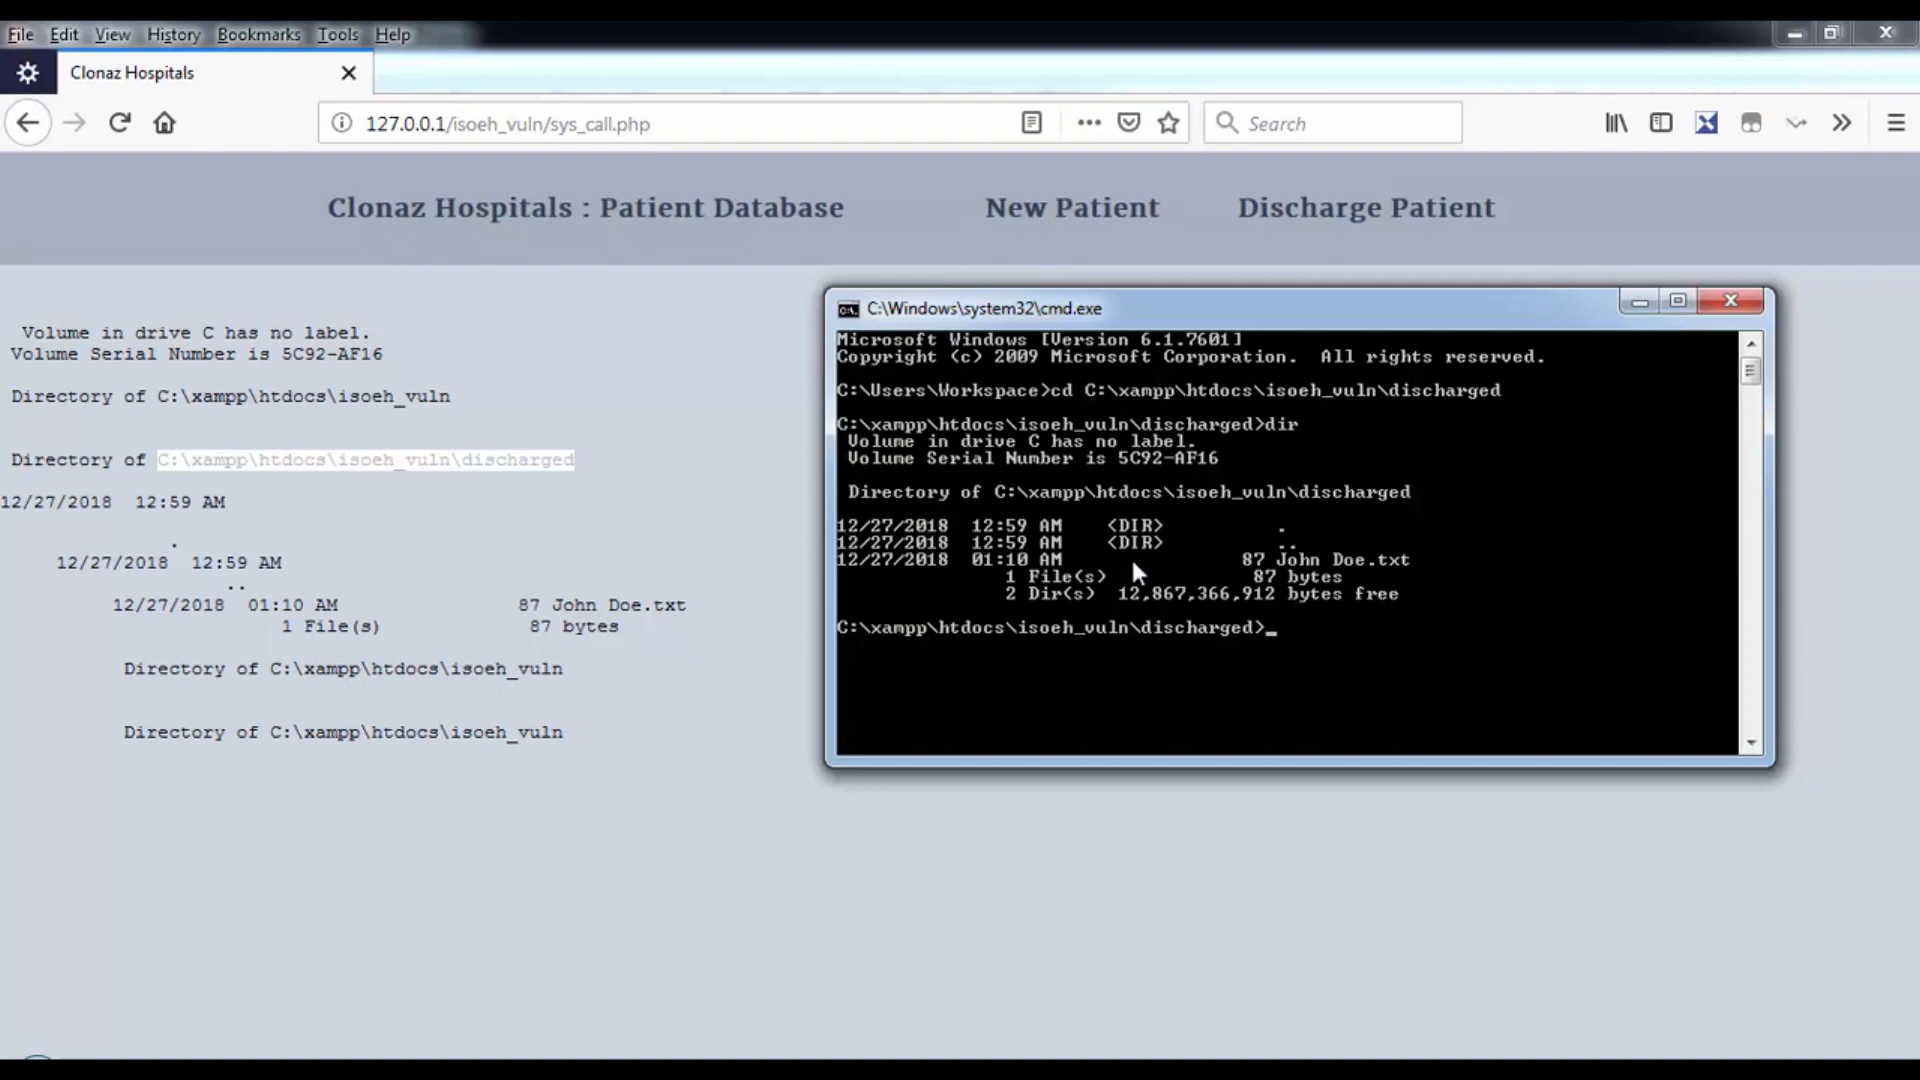 File Edit View History Bookmarks Tools Help
Clonaz Hospitals
127.0.0.1/isoeh_vuln/sys_call.php
Search
Clonaz Hospitals : Patient Database New Patient Discharge Patient
Volume in drive C has no label.
Volume Serial Number is 5C92-AF16
Directory of C:\xampp\htdocs\isoeh_vuln
Directory of C:\xampp\htdocs\isoeh_vuln\discharged
12/27/2018 12:59 AM
.
12/27/2018 12:59 AM
..
12/27/2018 01:10 AM 87 John Doe.txt
1 File(s) 87 bytes
Directory of C:\xampp\htdocs\isoeh_vuln
Directory of C:\xampp\htdocs\isoeh_vuln
C:\Windows\system32\cmd.exe
Microsoft Windows [Version 6.1.7601]
Copyright (c) 2009 Microsoft Corporation. All rights reserved.
C:\Users\Workspace>cd C:\xampp\htdocs\isoeh_vuln\discharged
C:\xampp\htdocs\isoeh_vuln\discharged>dir
Volume in drive C has no label.
Volume Serial Number is 5C92-AF16
Directory of C:\xampp\htdocs\isoeh_vuln\discharged
12/27/2018 12:59 AM <DIR> .
12/27/2018 12:59 AM <DIR> ..
12/27/2018 01:10 AM 87 John Doe.txt
1 File(s) 87 bytes
2 Dir(s) 12,867,366,912 bytes free
C:\xampp\htdocs\isoeh_vuln\discharged>_